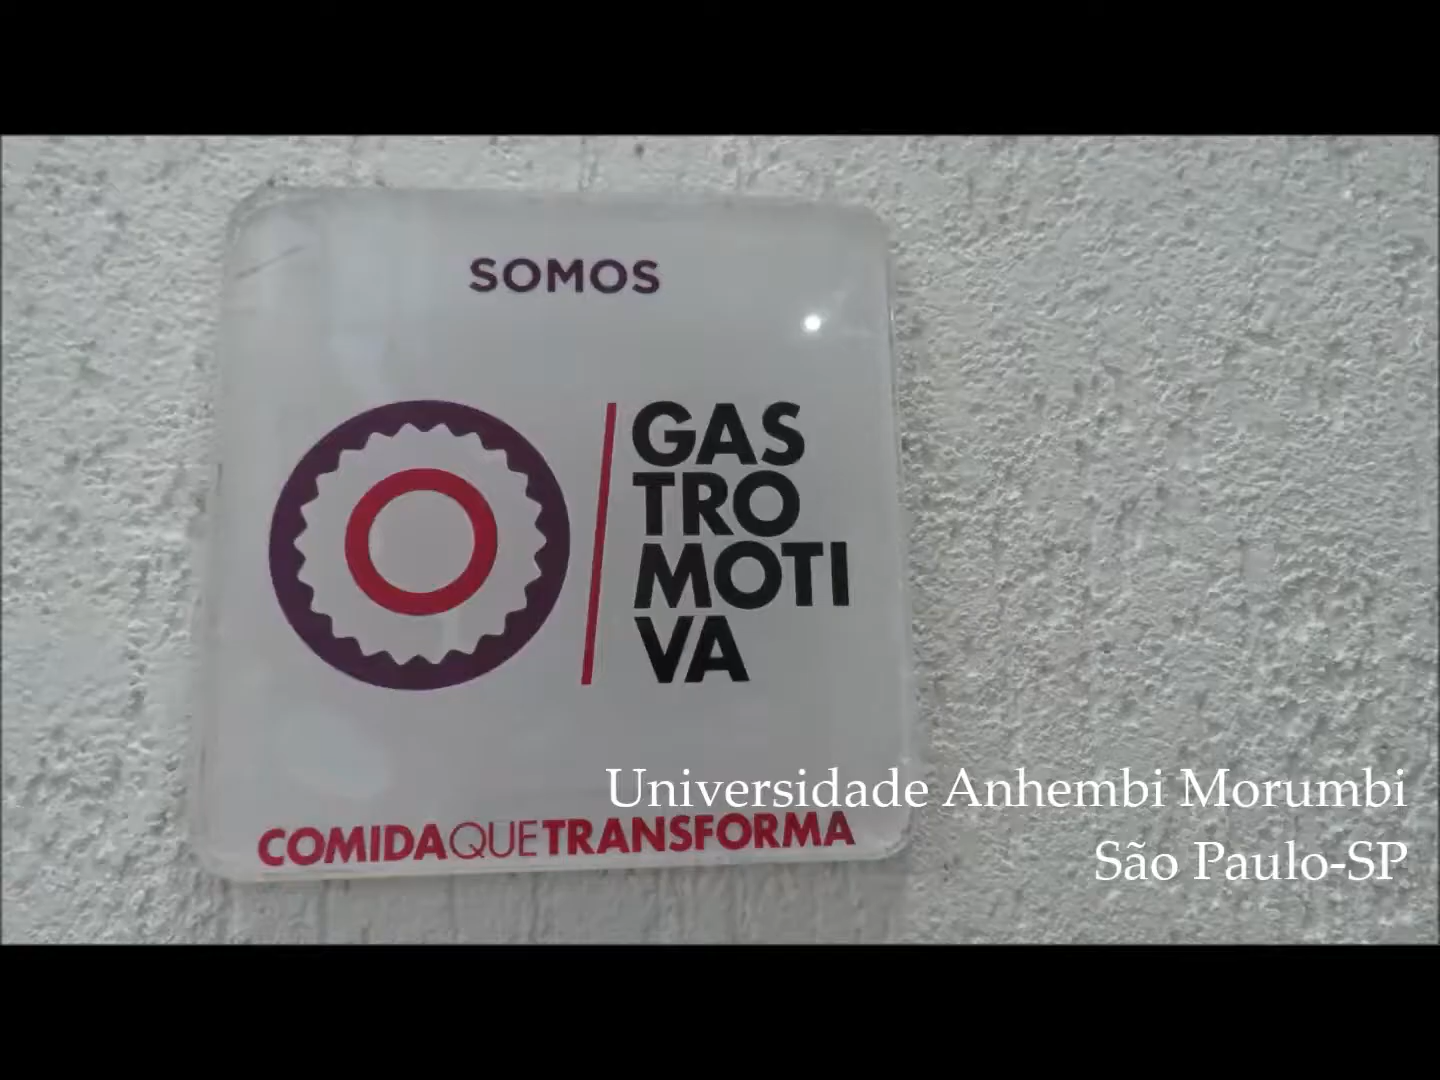 SOMOS
GAS
TRO
MOTI
VA
Universidade Anhembi Morumbi
COMIDAQUETRANSFORMA
São Paulo-SP